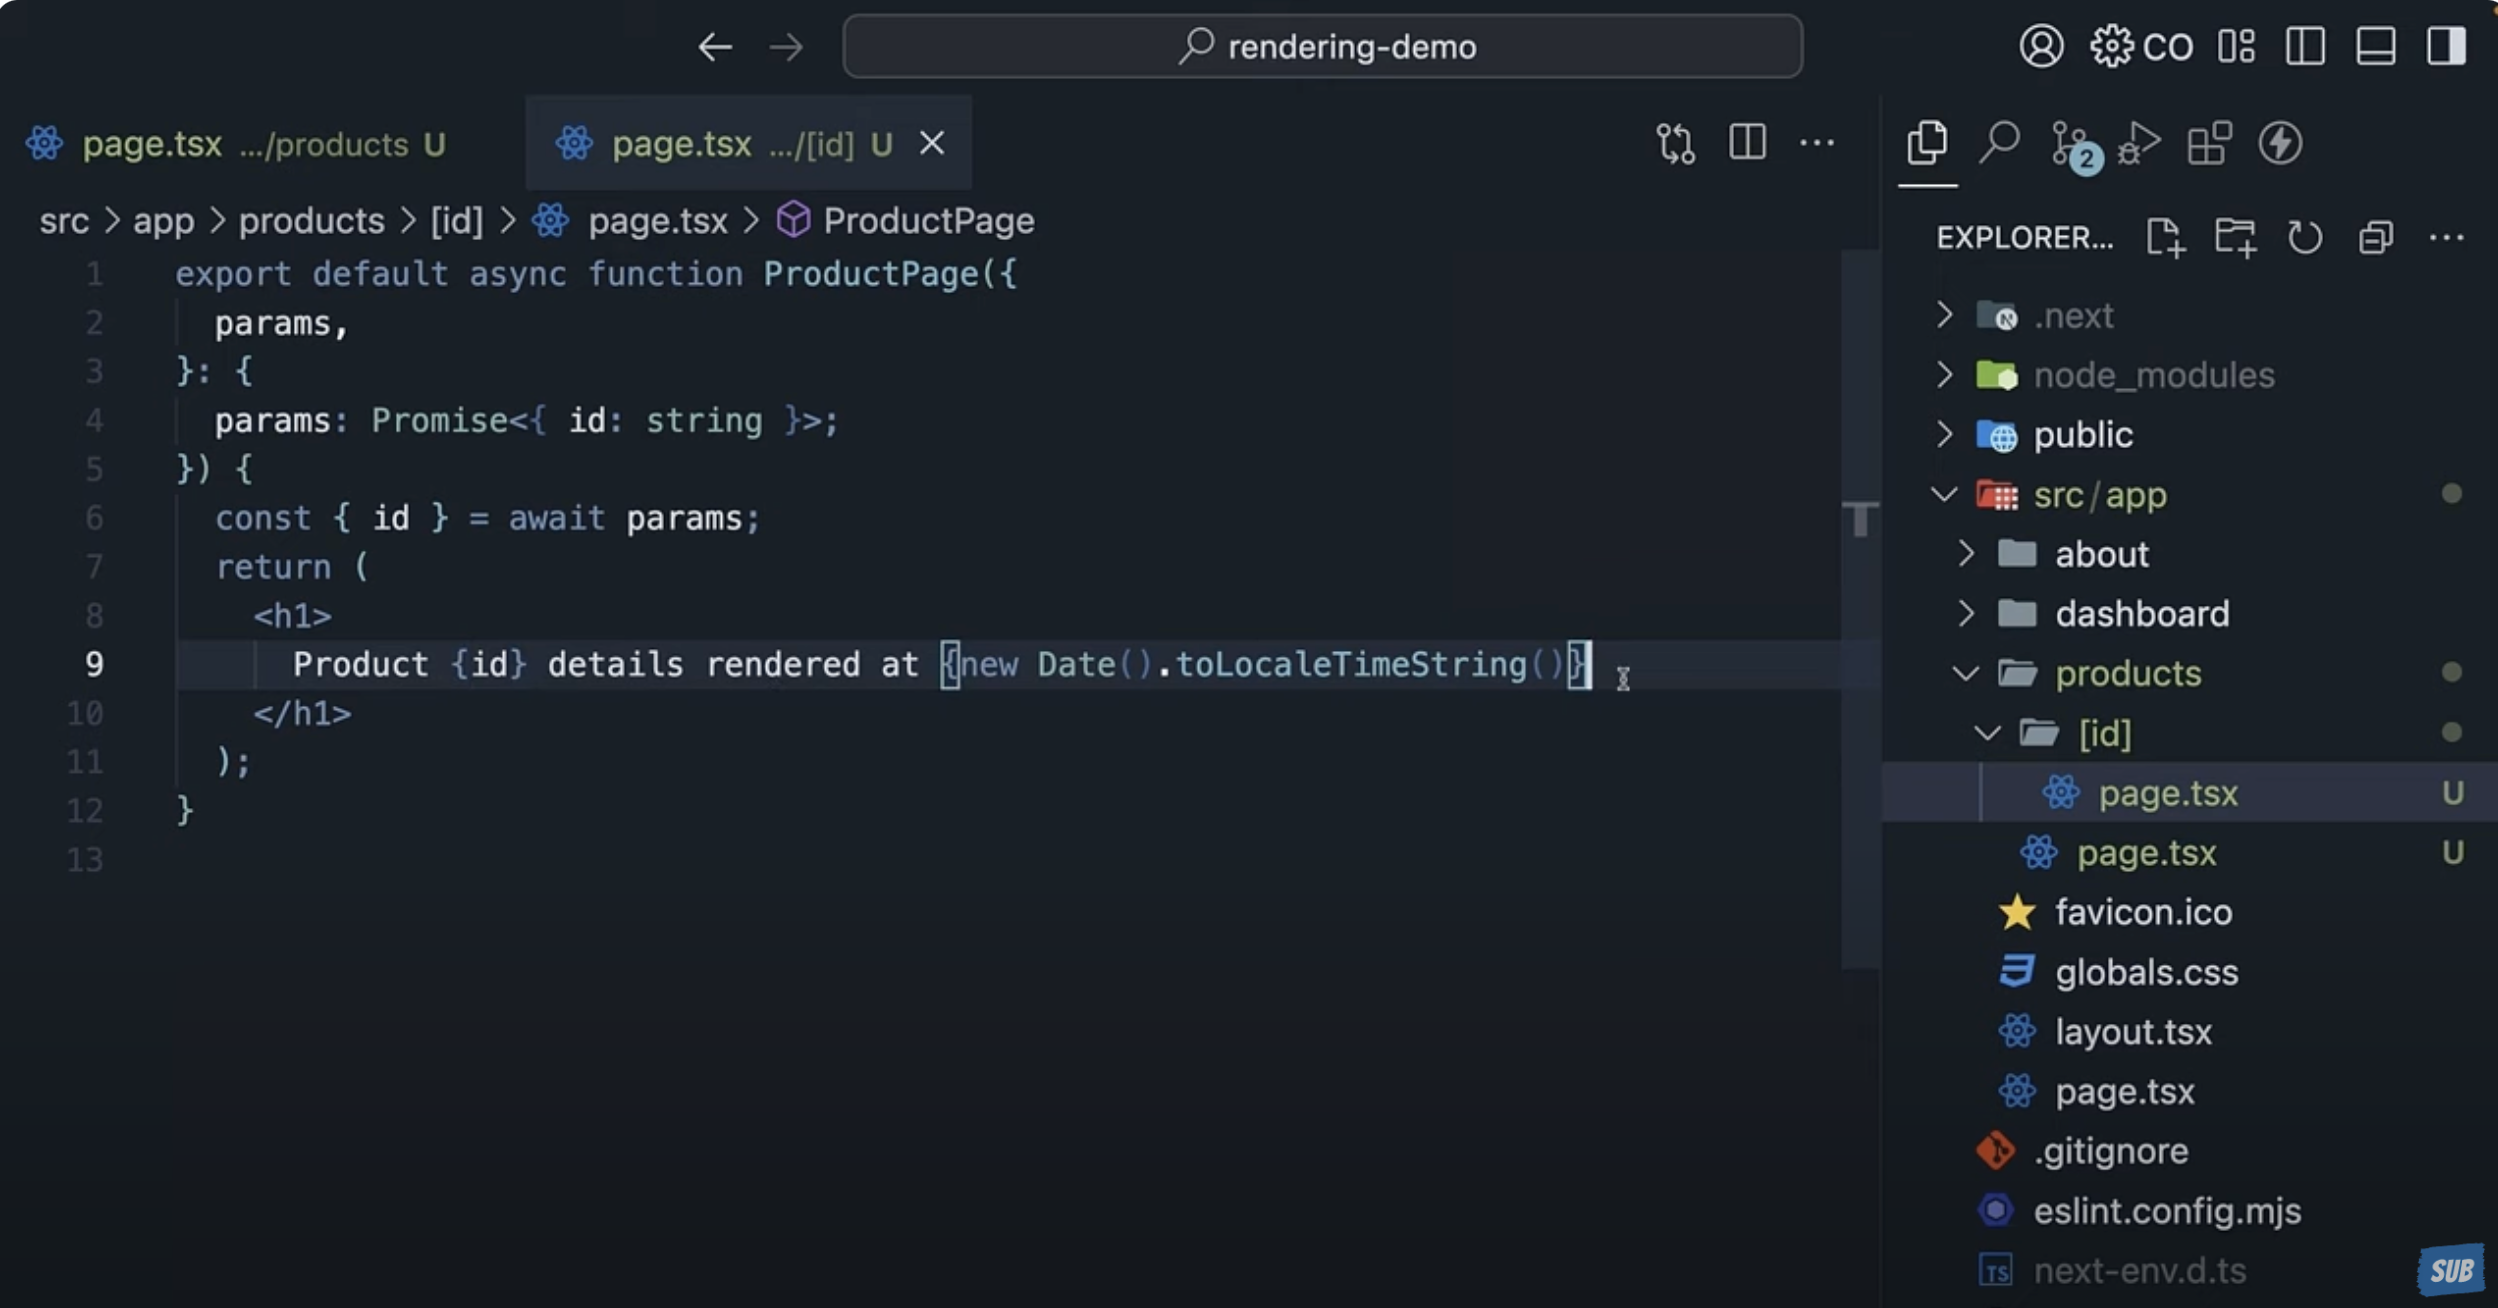 rendering-demo
CO
page.tsx .../products U
page.tsx .../[id] U
2
src > app > products > [id] > page.tsx > ProductPage
EXPLORER...
1 export default async function ProductPage({
2 params,
3 }: {
4 params: Promise<{ id: string }>;
5 }) {
6 const { id } = await params;
7 return (
8 <h1>
9 Product {id} details rendered at {new Date().toLocaleTimeString()}
10 </h1>
11 );
12 }
13
.next
node_modules
public
src/app
about
dashboard
products
[id]
page.tsx U
page.tsx U
favicon.ico
globals.css
layout.tsx
page.tsx
.gitignore
eslint.config.mjs
TS next-env.d.ts
SUB